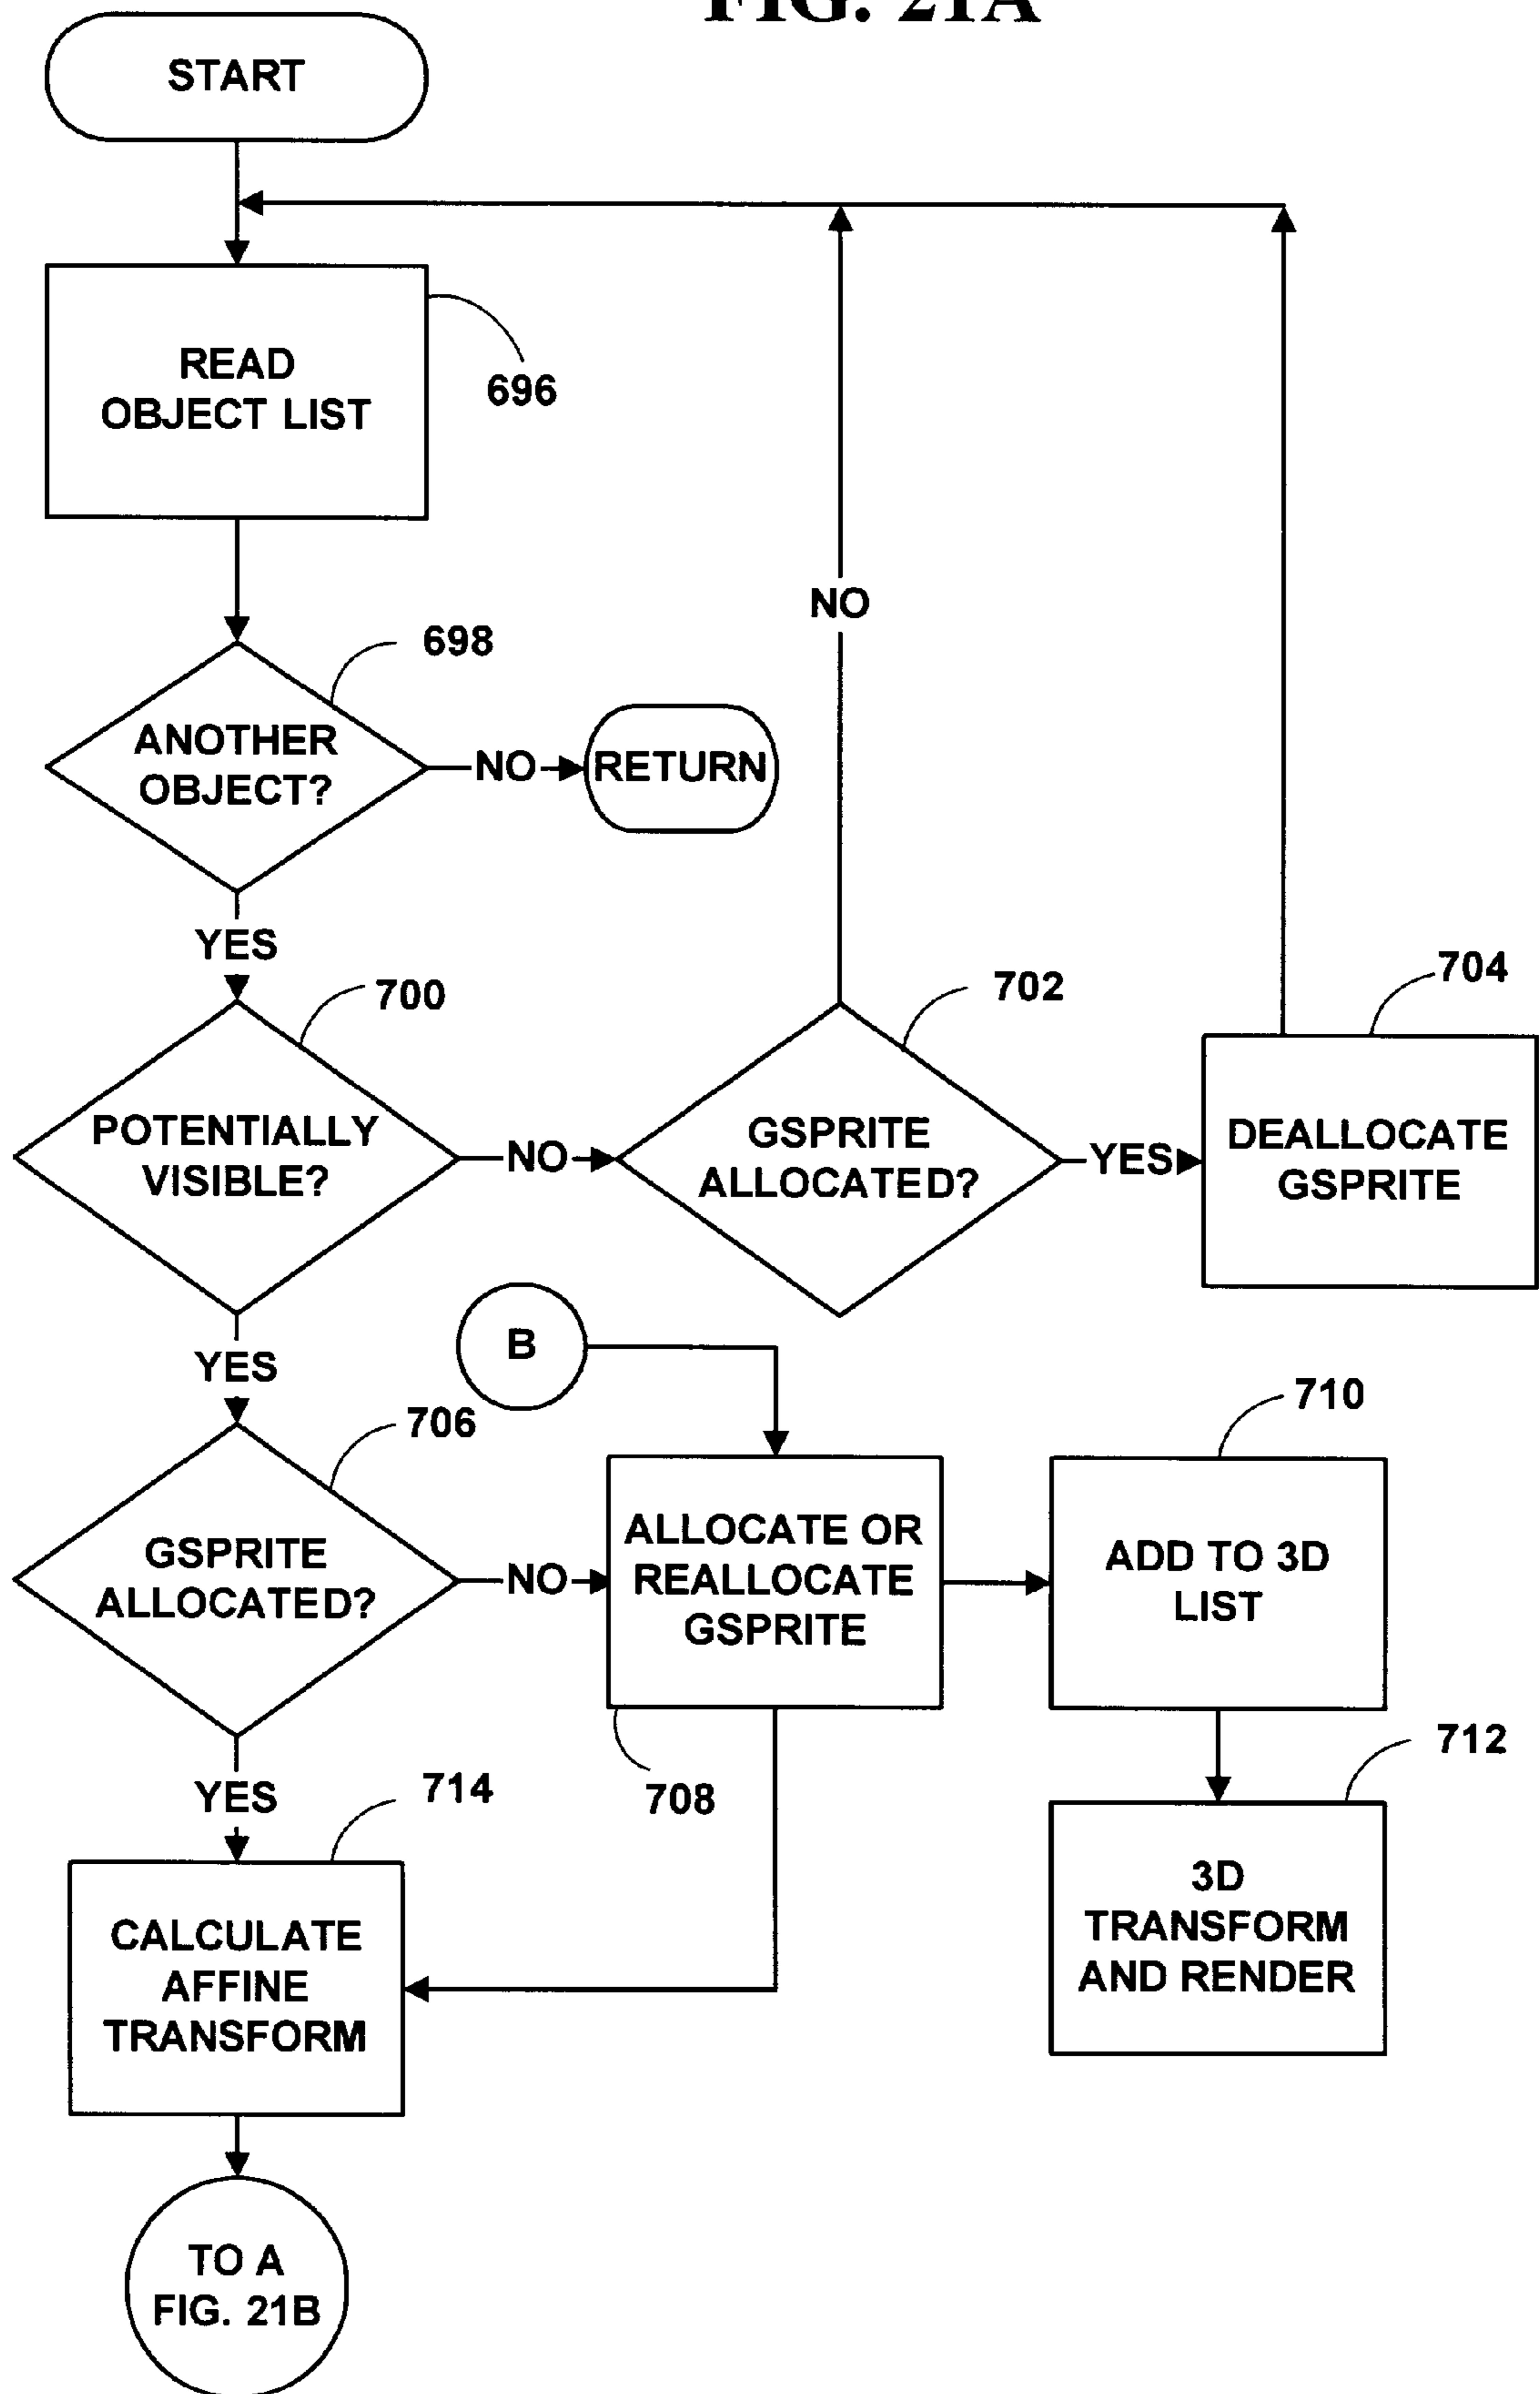 FIG. 21A
START
READ
OBJECT LIST
696
698
ANOTHER
OBJECT?
NO
RETURN
NO
YES
700
702
704
POTENTIALLY
VISIBLE?
NO
GSPRITE
ALLOCATED?
YES
DEALLOCATE
GSPRITE
YES
B
706
710
GSPRITE
ALLOCATED?
NO
ALLOCATE OR
REALLOCATE
GSPRITE
ADD TO 3D
LIST
708
712
YES
714
CALCULATE
AFFINE
TRANSFORM
3D
TRANSFORM
AND RENDER
TO A
FIG. 21B